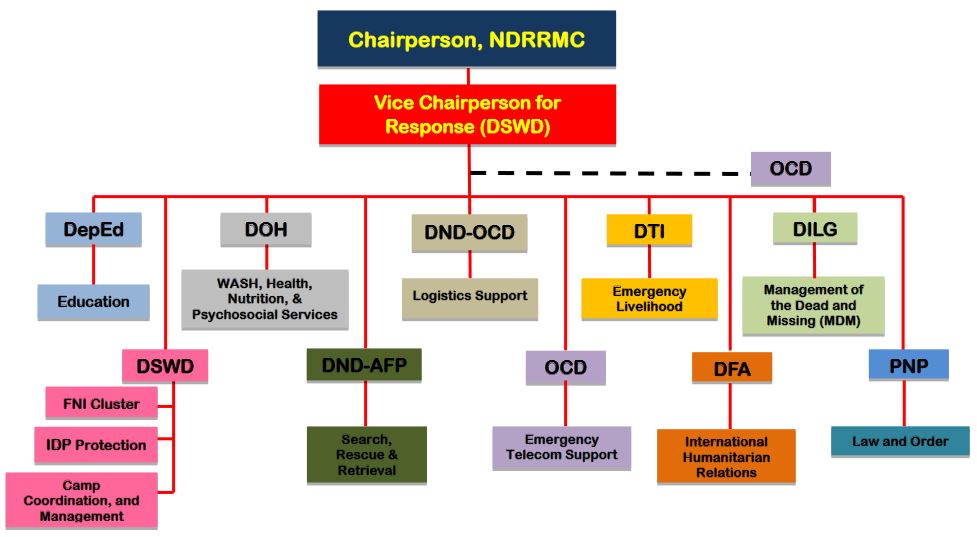 Chairperson, NDRRMC
Vice Chairperson for
Response (DSWD)
OCD
DepEd
DOH
DND-OCD
DTI
DILG
Education
WASH, Health,
Nutrition, &
Psychosocial Services
Logistics Support
Emergency
Livelihood
Management of
the Dead and
Missing (MDM)
DSWD
DND-AFP
OCD
DFA
PNP
FNI Cluster
IDP Protection
Camp
Coordination, and
Management
Search,
Rescue &
Retrieval
Emergency
Telecom Support
International
Humanitarian
Relations
Law and Order